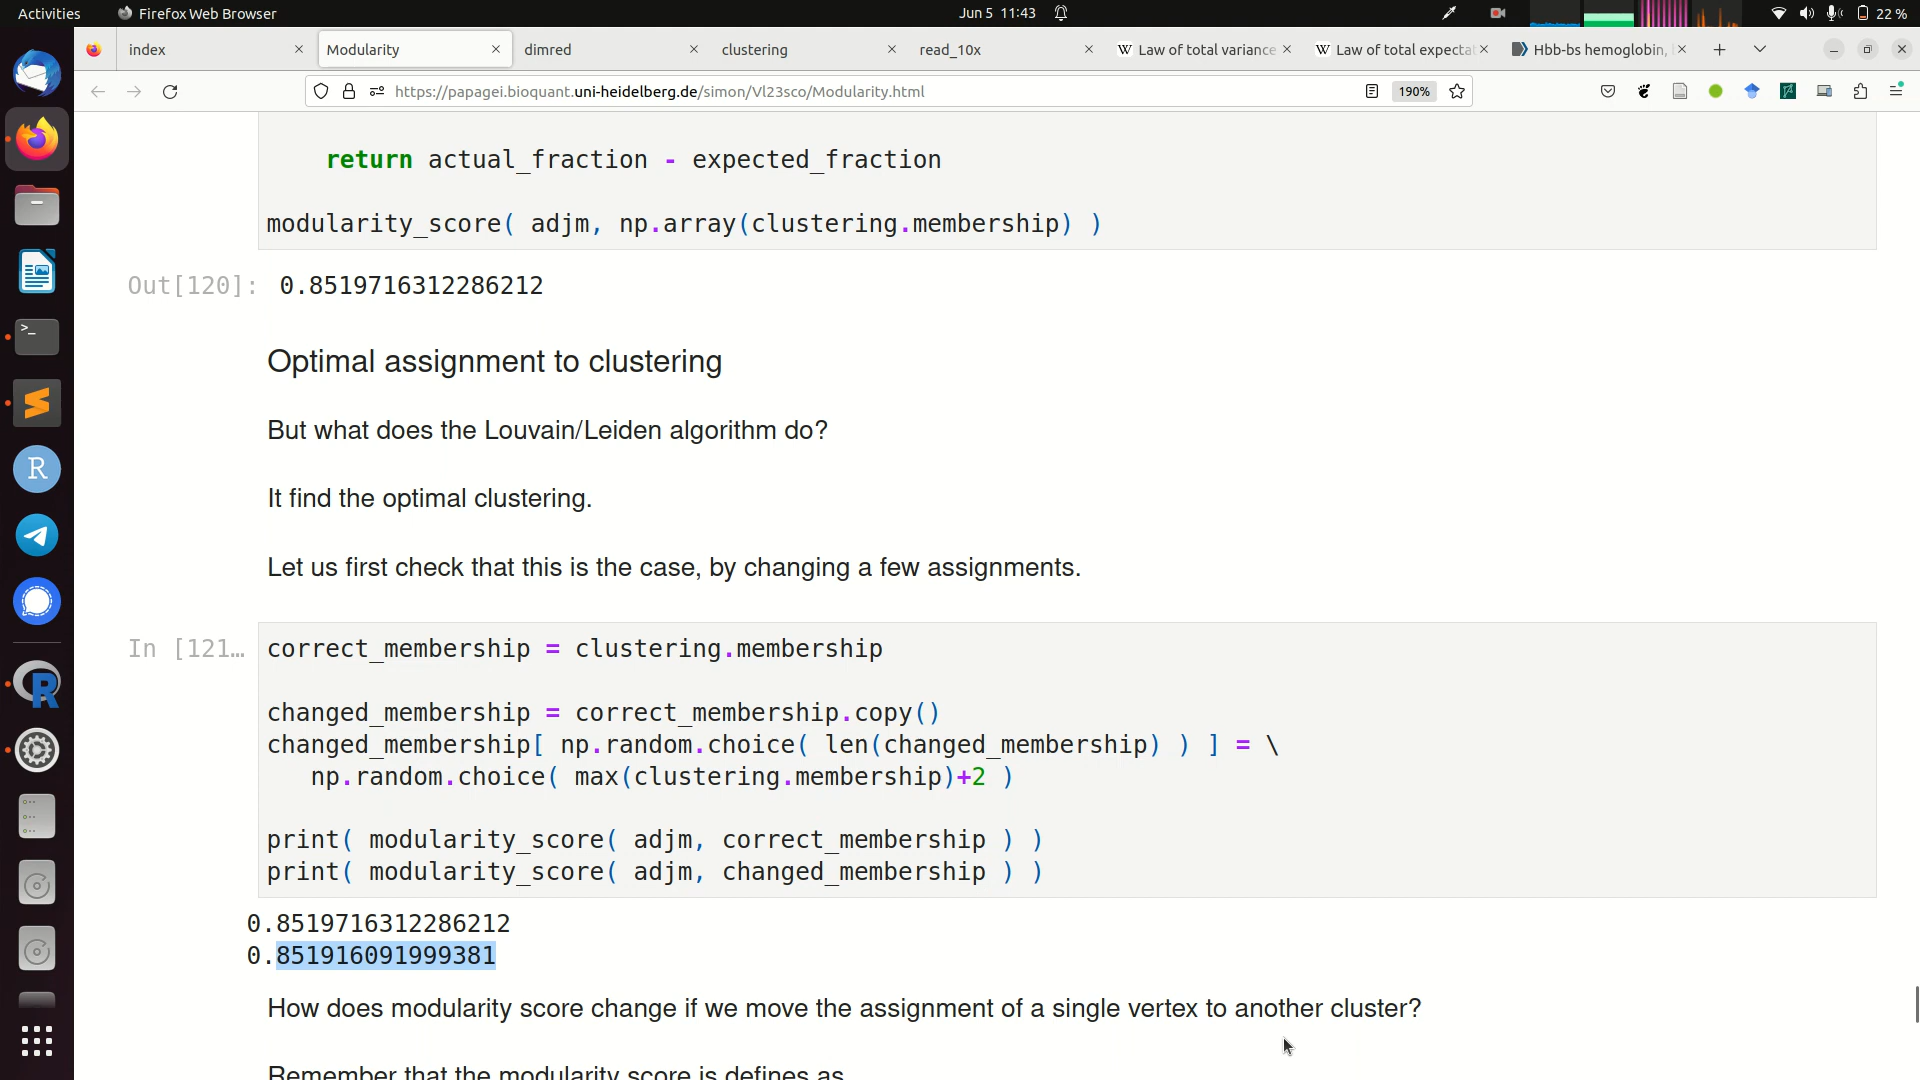 Activities
Firefox Web Browser
Jun 5 11:43
22 %
index
Modularity
dimred
clustering
read_10x
Law of total variance
Law of total expecta
Hbb-bs hemoglobin,
https://papagei.bioquant.uni-heidelberg.de/simon/Vl23sco/Modularity.html
190%
return actual_fraction - expected_fraction
modularity_score( adjm, np.array(clustering.membership) )
Out[120]: 0.8519716312286212
Optimal assignment to clustering
But what does the Louvain/Leiden algorithm do?
It find the optimal clustering.
Let us first check that this is the case, by changing a few assignments.
In [121…
correct_membership = clustering.membership
changed_membership = correct_membership.copy()
changed_membership[ np.random.choice( len(changed_membership) ) ] = \
np.random.choice( max(clustering.membership)+2 )
print( modularity_score( adjm, correct_membership ) )
print( modularity_score( adjm, changed_membership ) )
0.8519716312286212
0.851916091999381
How does modularity score change if we move the assignment of a single vertex to another cluster?
Remember that the modularity score is defines as